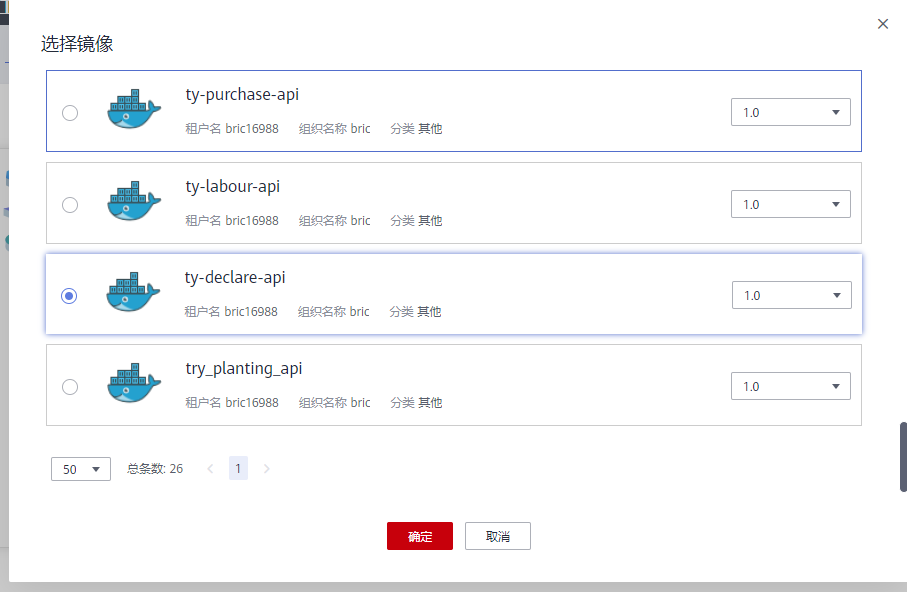 选择镜像
ty-purchase-api
租户名 bric16988 组织名称 bric 分类 其他
1.0
ty-labour-api
租户名 bric16988 组织名称 bric 分类 其他
1.0
ty-declare-api
租户名 bric16988 组织名称 bric 分类 其他
1.0
try_planting_api
租户名 bric16988 组织名称 bric 分类 其他
1.0
50 总条数: 26 1
确定 取消